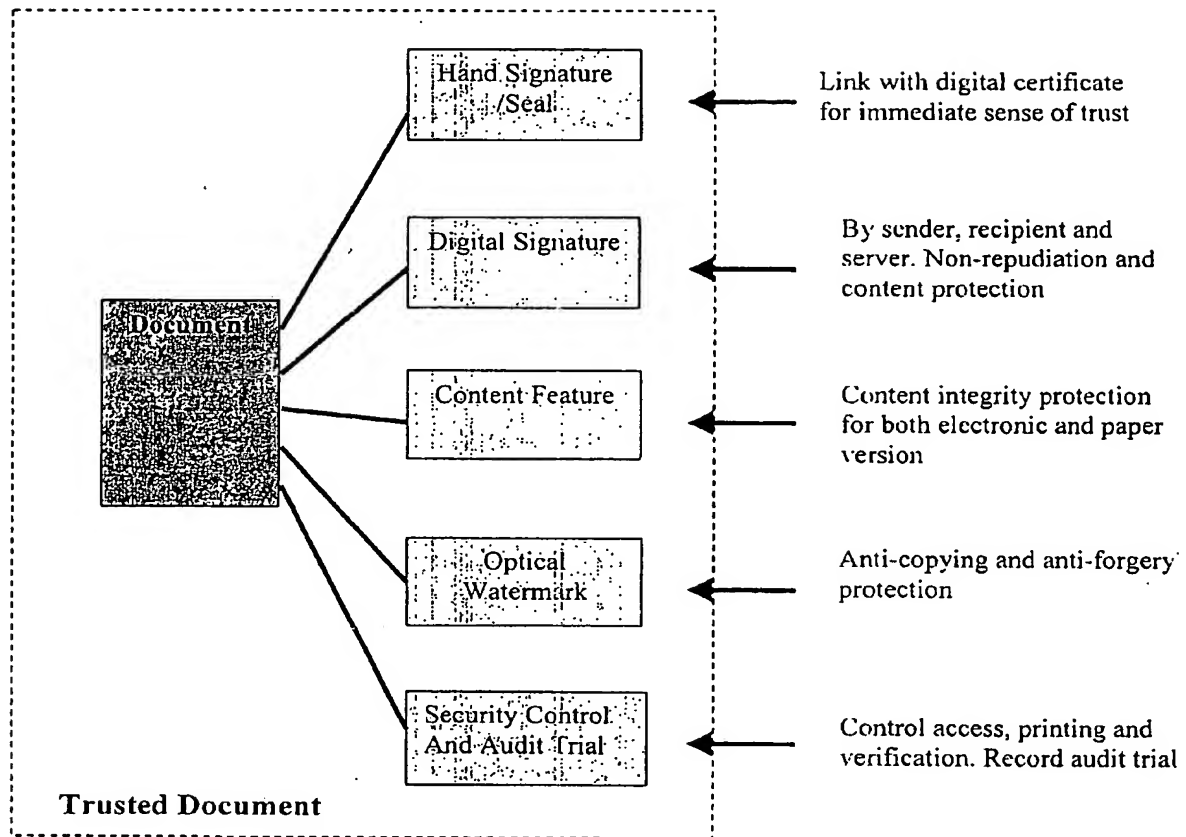 Hand Signature
/Seal
Link with digital certificate
for immediate sense of trust
Digital Signature
By sender, recipient and
server. Non-repudiation and
content protection
Document
Content Feature
Content integrity protection
for both electronic and paper
version
Optical
Watermark
Anti-copying and anti-forgery
protection
Security Control
And Audit Trial
Control access, printing and
verification. Record audit trial
Trusted Document